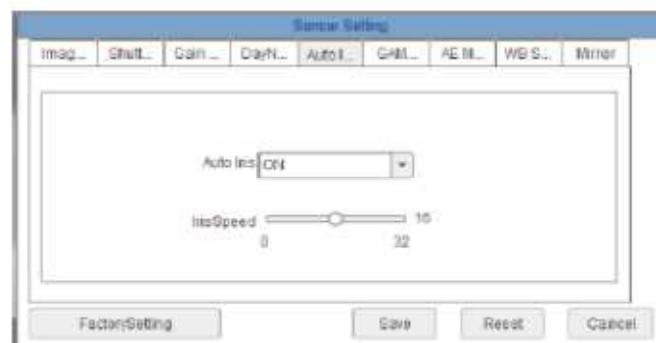 Sensor Setting
Imag... Shutt... Gain ... DayN... Auto I... GAM... AE M... WB S... Mirror
Auto Iris ON
IrisSpeed 16
0 32
FactorySetting Save Reset Cancel